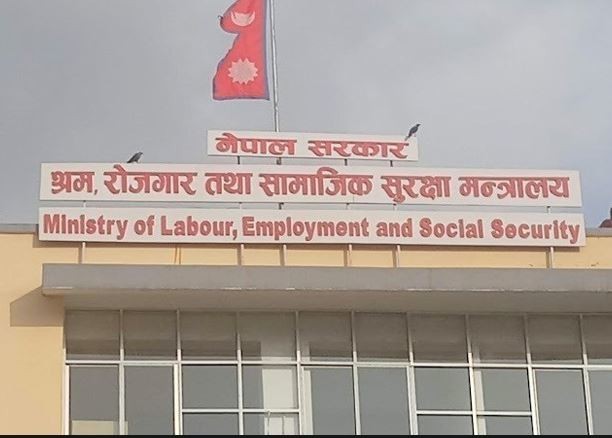 नेपाल सरकार
श्रम, रोजगार तथा सामाजिक सुरक्षा मन्त्रालय
Ministry of Labour, Employment and Social Security